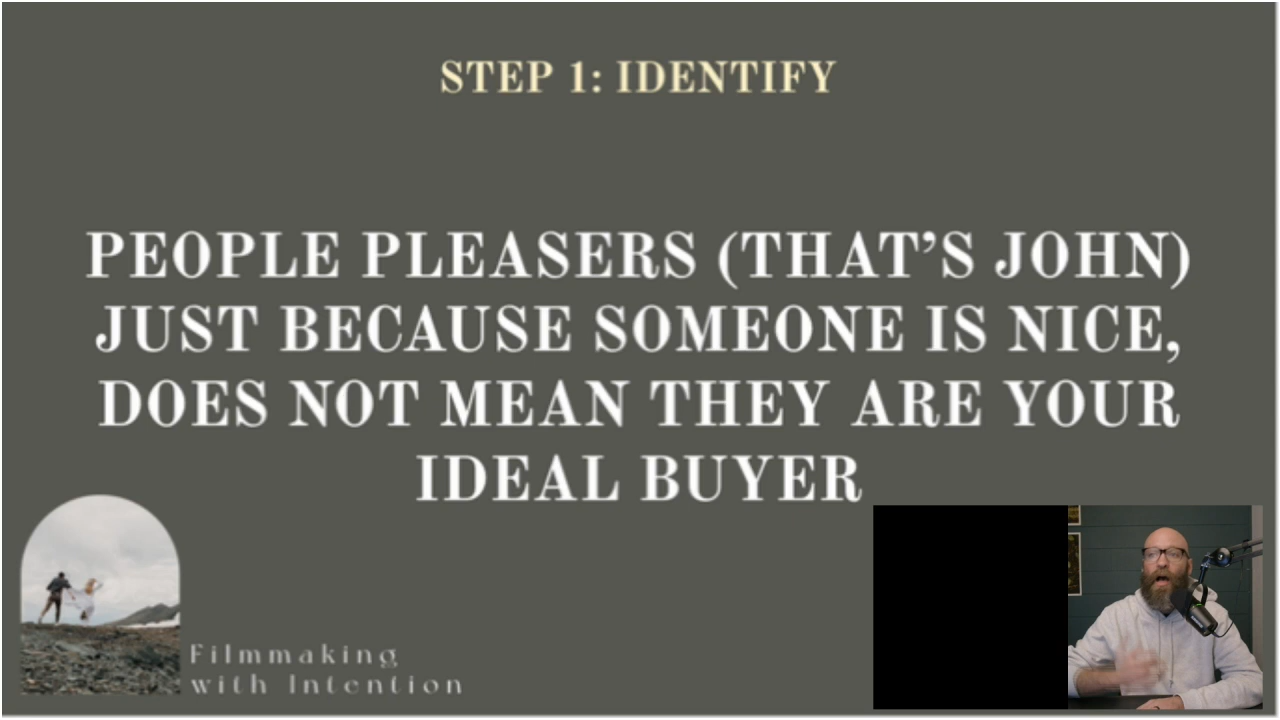 STEP 1: IDENTIFY
PEOPLE PLEASERS (THAT’S JOHN)
JUST BECAUSE SOMEONE IS NICE,
DOES NOT MEAN THEY ARE YOUR
IDEAL BUYER
Filmmaking
with Intention